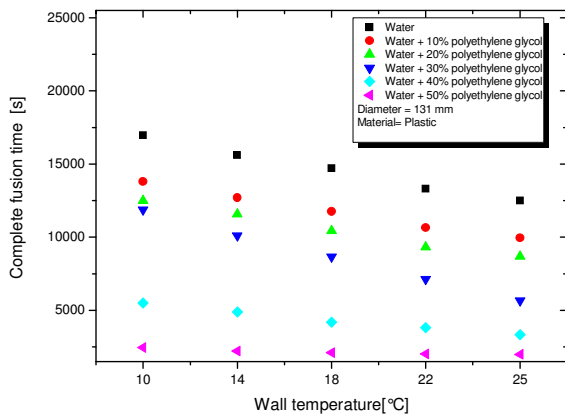 25000
20000
15000
10000
5000
Complete fusion time [s]
Water
Water + 10% polyethylene glycol
Water + 20% polyethylene glycol
Water + 30% polyethylene glycol
Water + 40% polyethylene glycol
Water + 50% polyethylene glycol
Diameter = 131 mm
Material= Plastic
10 14 18 22 25
Wall temperature[°C]